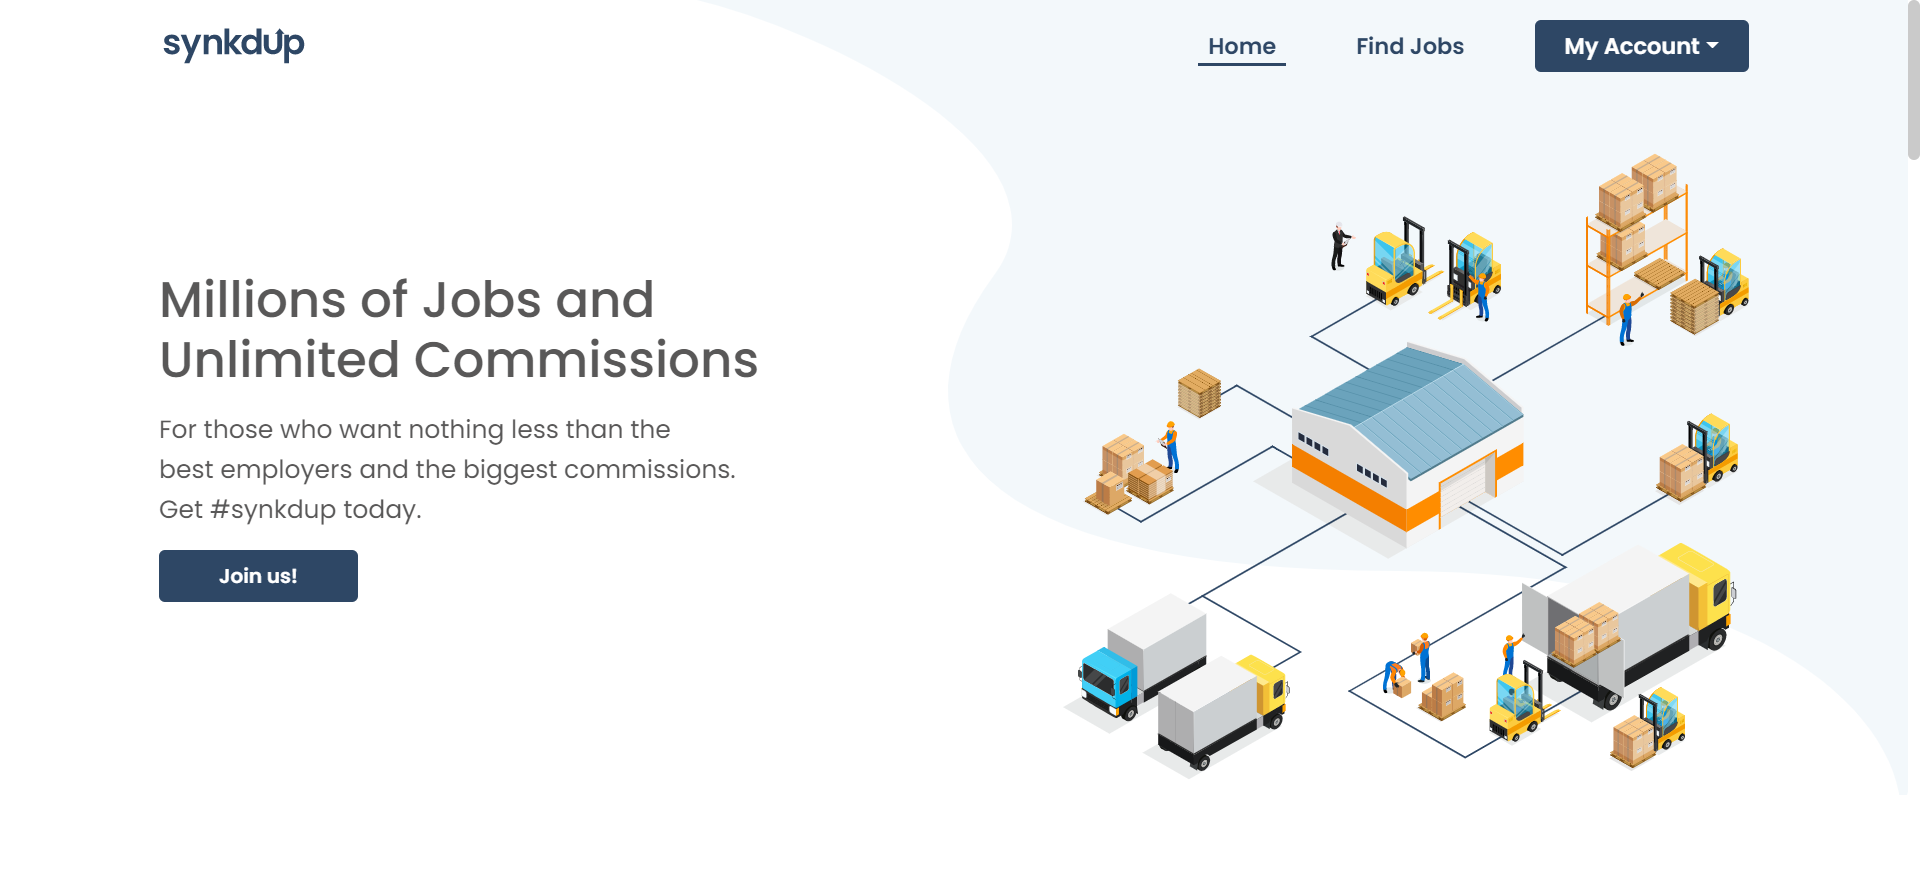 synkdup
Home
Find Jobs
My Account
Millions of Jobs and
Unlimited Commissions
For those who want nothing less than the
best employers and the biggest commissions.
Get #synkdup today.
Join us!